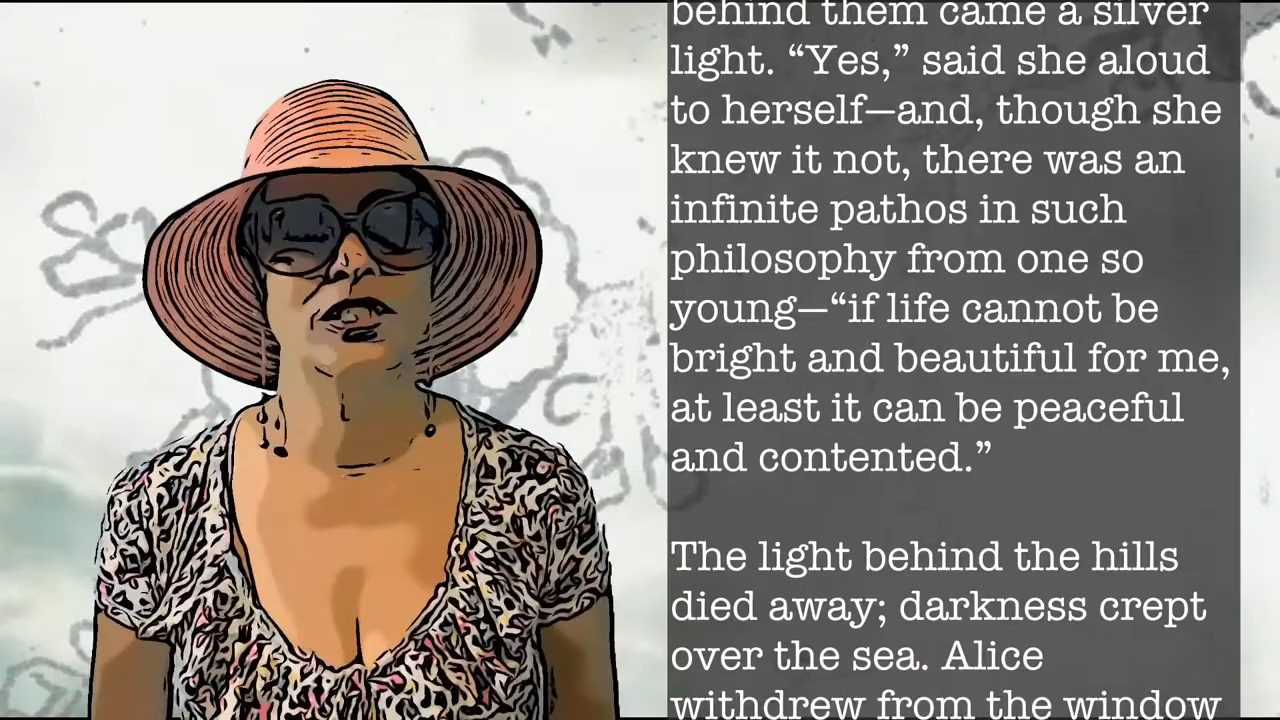 behind them came a silver
light. “Yes,” said she aloud
to herself—and, though she
knew it not, there was an
infinite pathos in such
philosophy from one so
young—“if life cannot be
bright and beautiful for me,
at least it can be peaceful
and contented.”
The light behind the hills
died away; darkness crept
over the sea. Alice
withdrew from the window